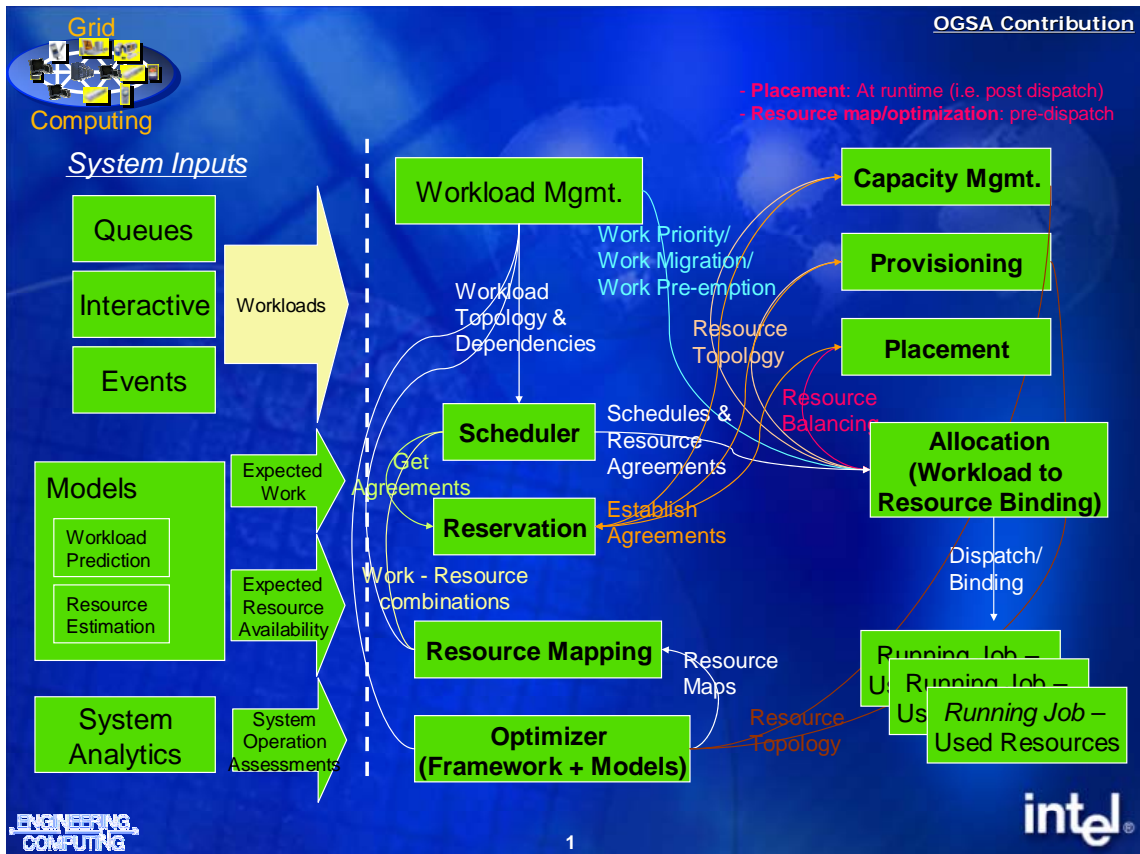 Grid
Computing
OGSA Contribution
- Placement: At runtime (i.e. post dispatch)
- Resource map/optimization: pre-dispatch
System Inputs
Queues
Interactive
Events
Workloads
Models
Workload
Prediction
Resource
Estimation
Expected
Work
Expected
Resource
Availability
System
Analytics
System
Operation
Assessments
Workload Mgmt.
Work Priority/
Work Migration/
Work Pre-emption
Workload
Topology &
Dependencies
Capacity Mgmt.
Provisioning
Placement
Resource
Topology
Resource
Balancing
Scheduler
Schedules &
Resource
Agreements
Allocation
(Workload to
Resource Binding)
Get
Agreements
Reservation
Establish
Agreements
Dispatch/
Binding
Work - Resource
combinations
Resource Mapping
Resource
Maps
Optimizer
(Framework + Models)
Resource
Topology
Running Job –
Us
Running Job –
Us
Running Job –
Used Resources
ENGINEERING
COMPUTING
1
intel®